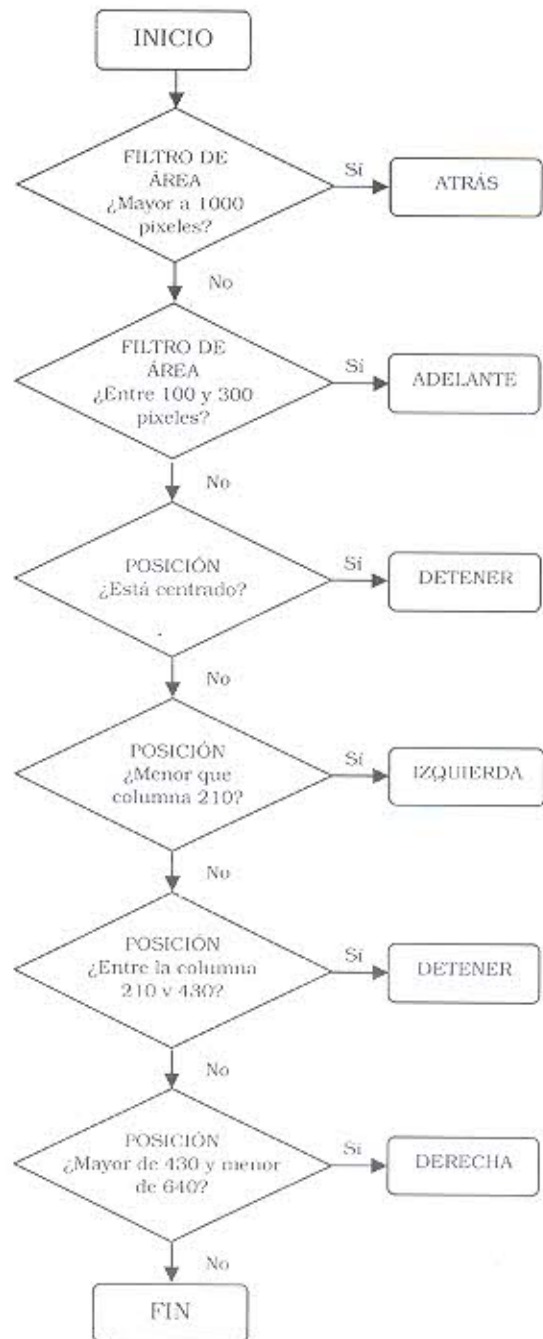 INICIO
FILTRO DE
ÁREA
¿Mayor a 1000
pixeles?
Sí
ATRÁS
No
FILTRO DE
ÁREA
¿Entre 100 y 300
pixeles?
Sí
ADELANTE
No
POSICIÓN
¿Está centrado?
Sí
DETENER
No
POSICIÓN
¿Menor que
columna 210?
Sí
IZQUIERDA
No
POSICIÓN
¿Entre la columna
210 y 430?
Sí
DETENER
No
POSICIÓN
¿Mayor de 430 y menor
de 640?
Sí
DERECHA
No
FIN